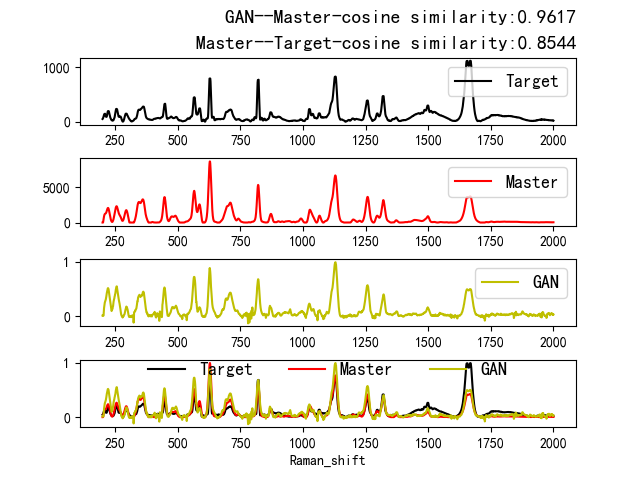 GAN--Master-cosine similarity:0.9617
Master--Target-cosine similarity:0.8544
1000
0
Target
250 500 750 1000 1250 1500 1750 2000
5000
0
Master
250 500 750 1000 1250 1500 1750 2000
1
0
GAN
250 500 750 1000 1250 1500 1750 2000
1
0
Target Master GAN
250 500 750 1000 1250 1500 1750 2000
Raman_shift